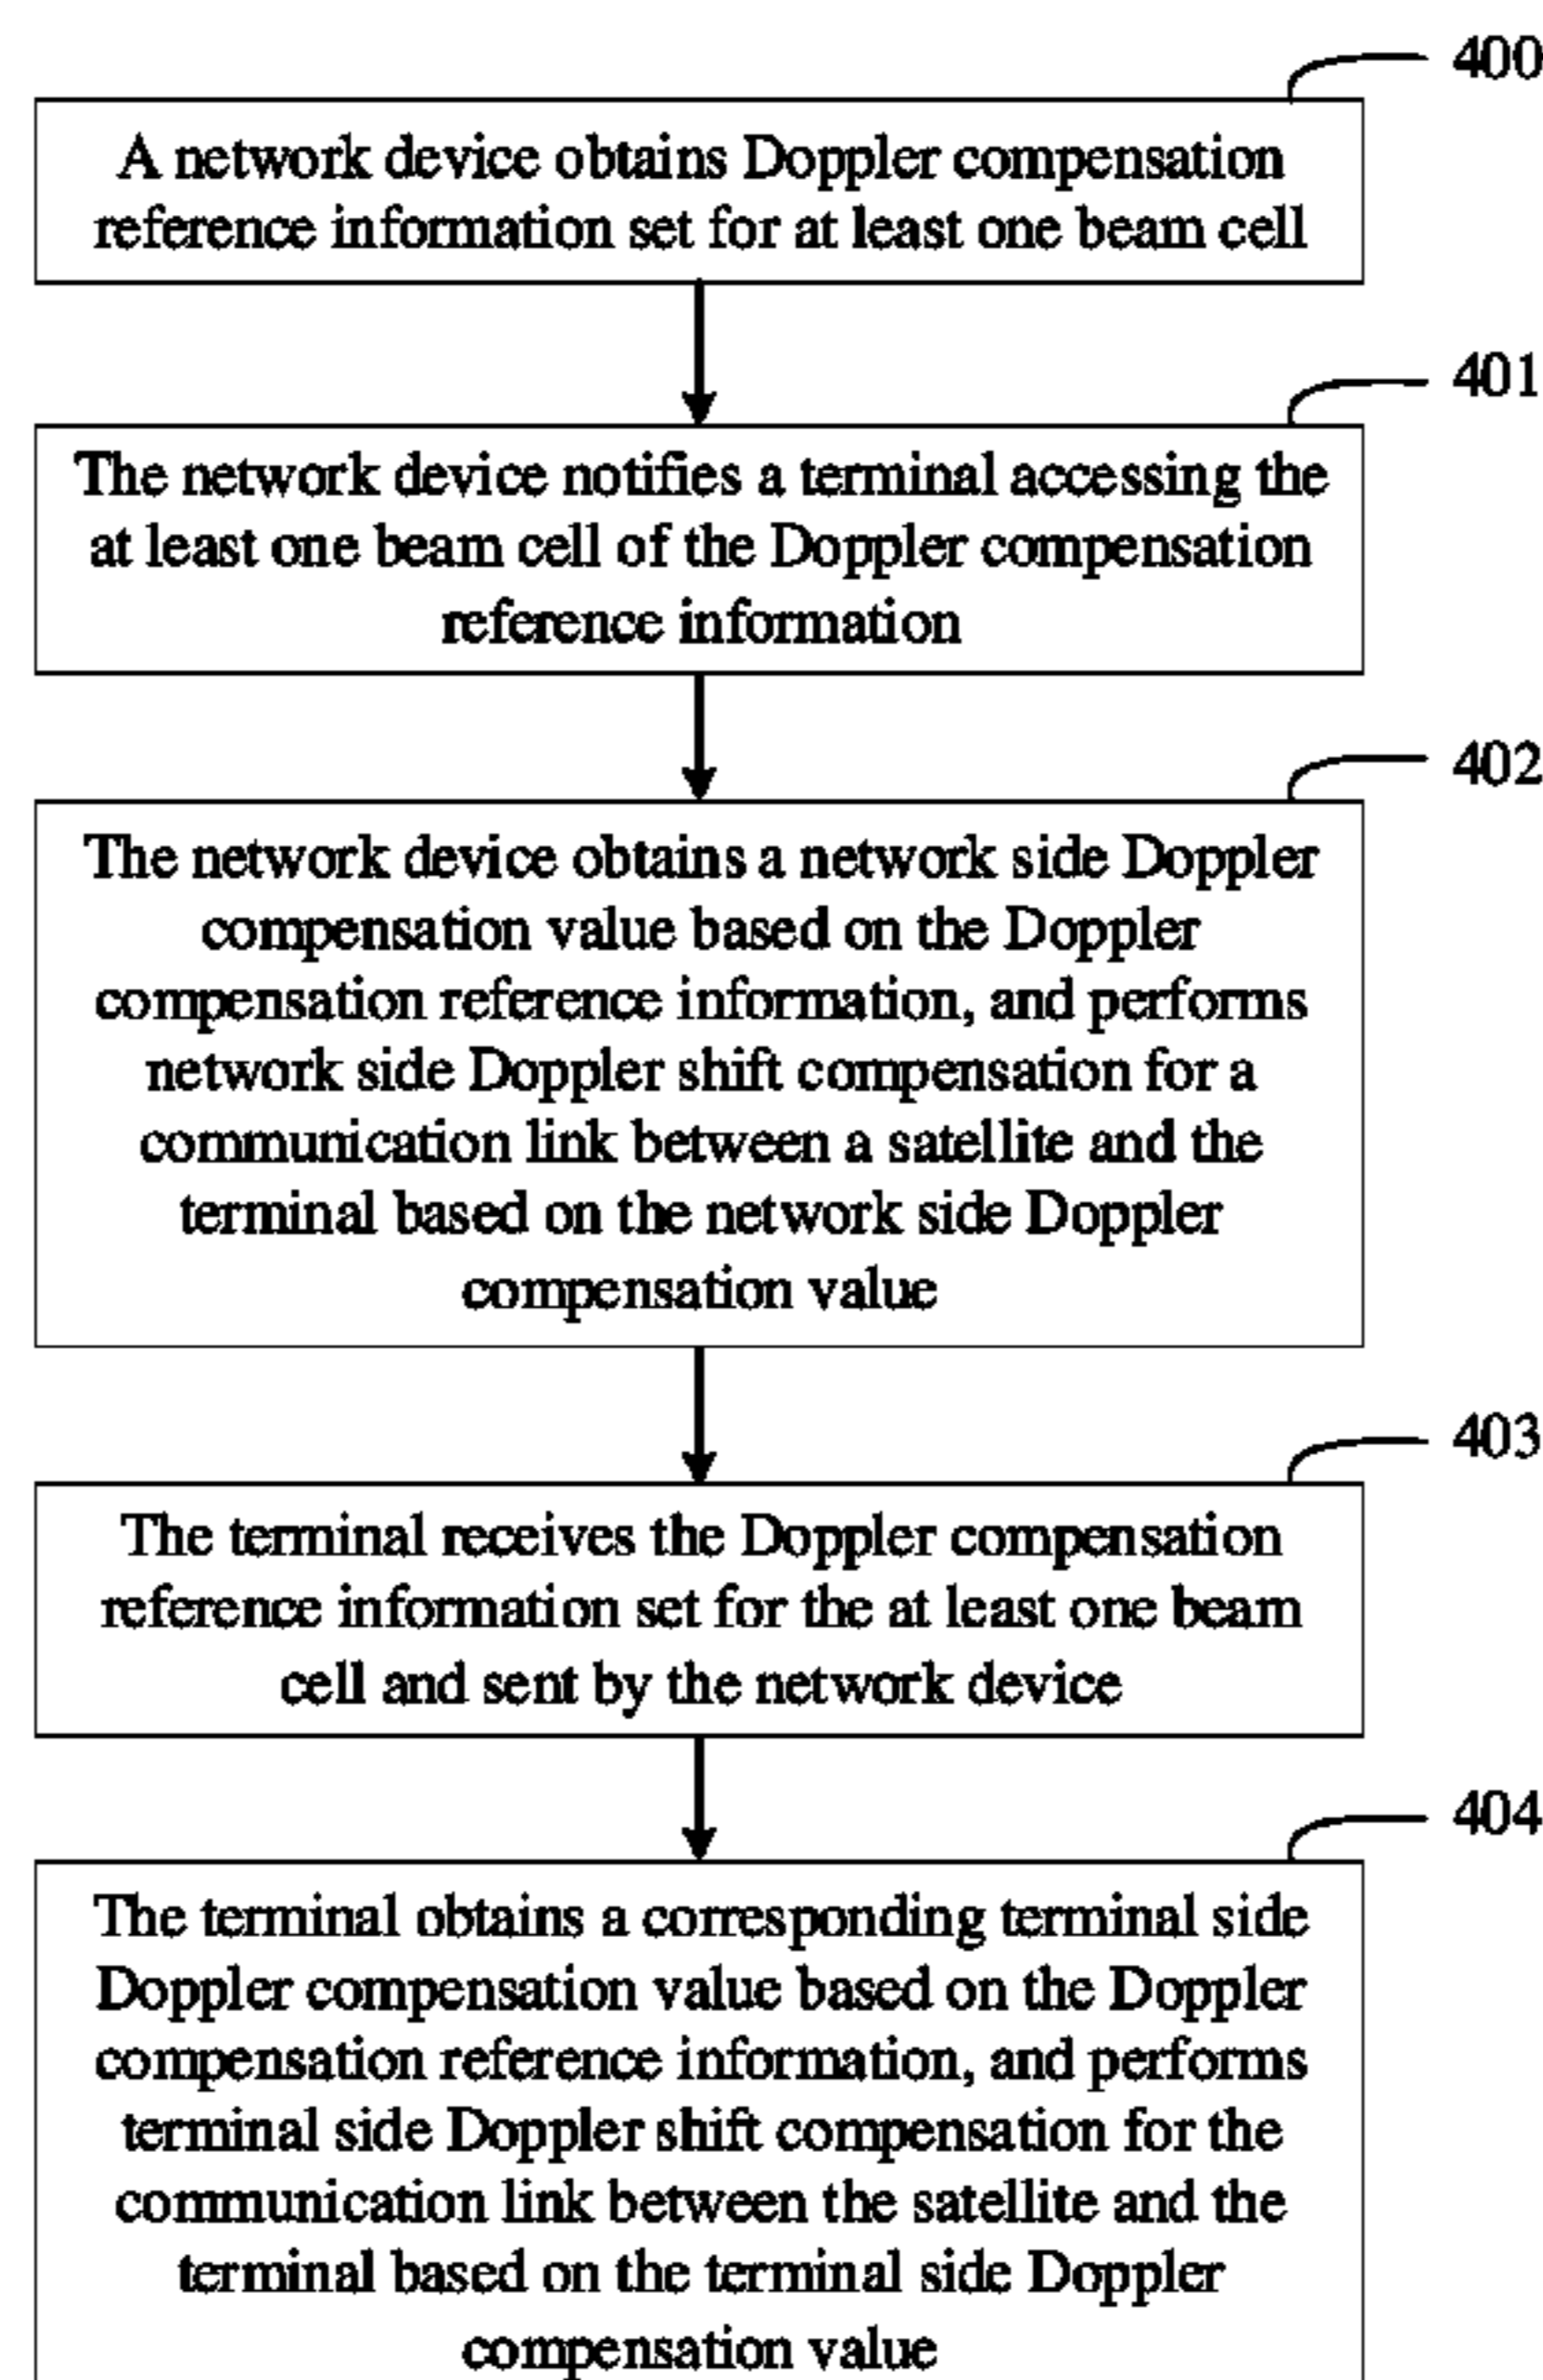 400
A network device obtains Doppler compensation
reference information set for at least one beam cell
401
The network device notifies a terminal accessing the
at least one beam cell of the Doppler compensation
reference information
402
The network device obtains a network side Doppler
compensation value based on the Doppler
compensation reference information, and performs
network side Doppler shift compensation for a
communication link between a satellite and the
terminal based on the network side Doppler
compensation value
403
The terminal receives the Doppler compensation
reference information set for the at least one beam
cell and sent by the network device
404
The terminal obtains a corresponding terminal side
Doppler compensation value based on the Doppler
compensation reference information, and performs
terminal side Doppler shift compensation for the
communication link between the satellite and the
terminal based on the terminal side Doppler
compensation value